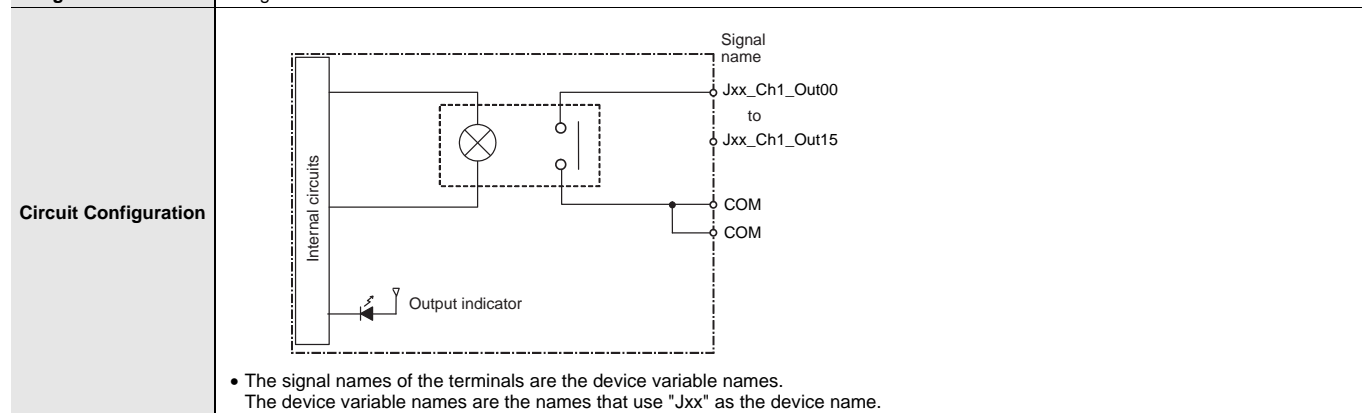 Circuit Configuration
Signal
name
Jxx_Ch1_Out00
to
Jxx_Ch1_Out15
Internal circuits
COM
COM
Output indicator
• The signal names of the terminals are the device variable names.
The device variable names are the names that use "Jxx" as the device name.